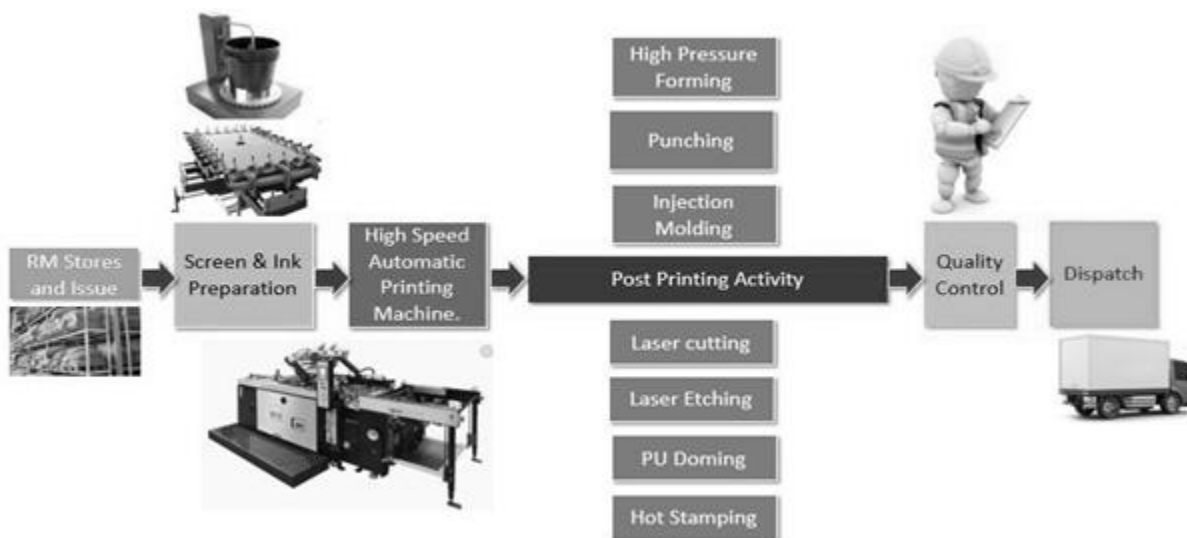 High Pressure
Forming
Punching
Injection
Molding
RM Stores
and Issue
Screen & Ink
Preparation
High Speed
Automatic
Printing
Machine.
Post Printing Activity
Quality
Control
Dispatch
Laser cutting
Laser Etching
PU Doming
Hot Stamping